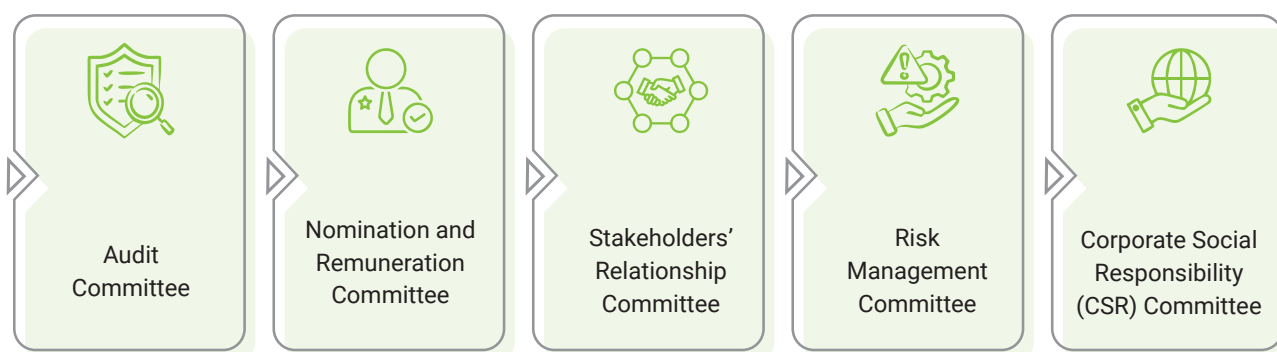 Audit
Committee
Nomination and
Remuneration
Committee
Stakeholders’
Relationship
Committee
Risk
Management
Committee
Corporate Social
Responsibility
(CSR) Committee